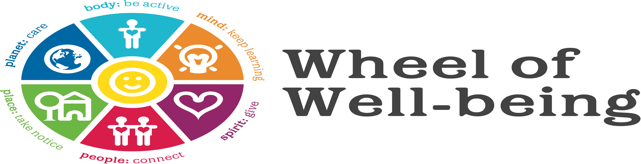 body: be active
mind: keep learning
spirit: give
people: connect
place: take notice
planet: care
Wheel of
Well-being